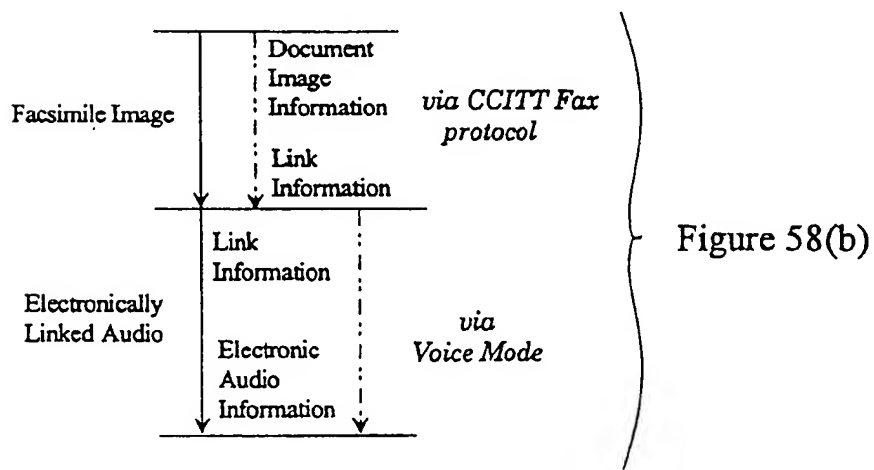 Facsimile Image
Document
Image
Information
Link
Information
via CCITT Fax
protocol
Electronically
Linked Audio
Link
Information
Electronic
Audio
Information
via
Voice Mode
Figure 58(b)